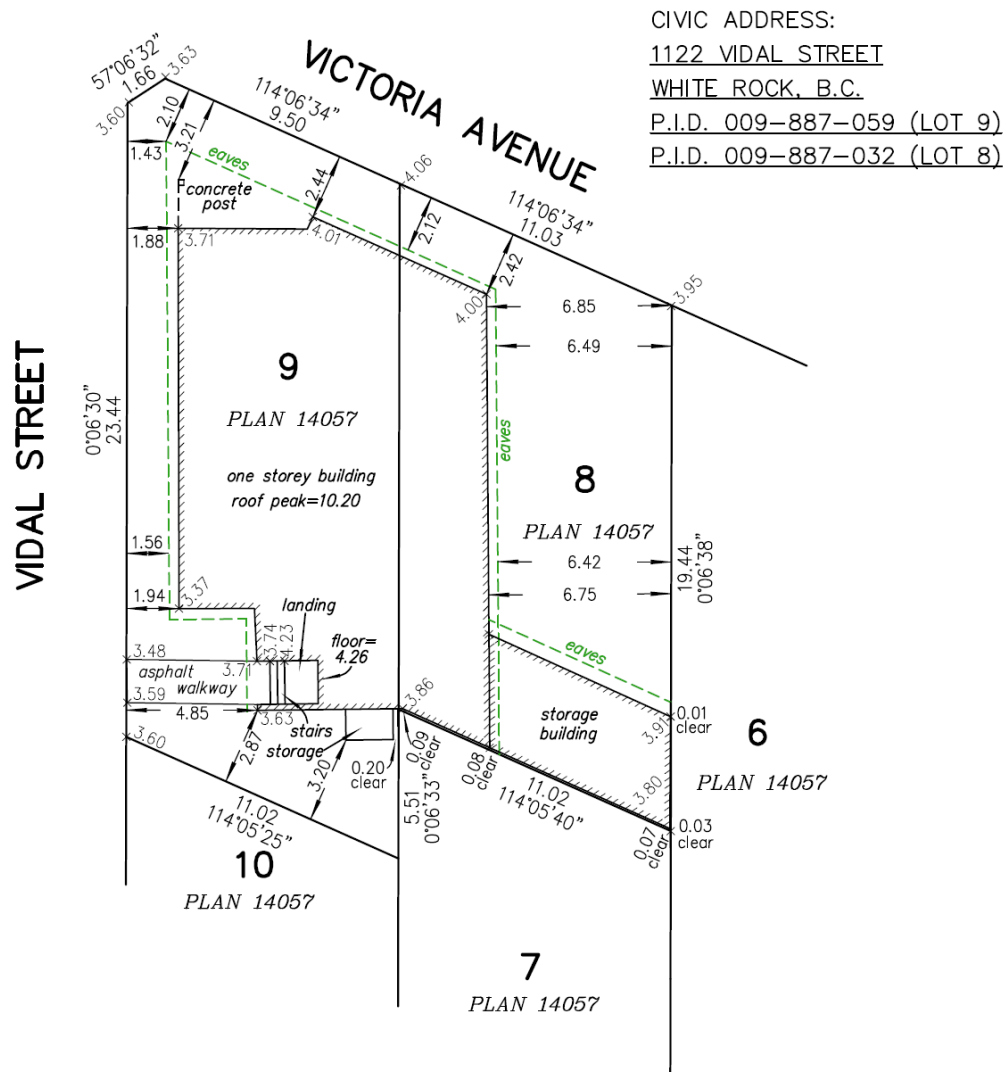 CIVIC ADDRESS:
1122 VIDAL STREET
WHITE ROCK, B.C.
P.I.D. 009–887–059 (LOT 9)
P.I.D. 009–887–032 (LOT 8)
VICTORIA AVENUE
57°06'32"
1.66
3.63
3.60
114°06'34"
9.50
2.10
3.21
1.43
eaves
concrete
post
2.44
4.06
114°06'34"
11.03
2.12
2.42
1.88
3.71
4.01
4.00
3.95
6.85
6.49
VIDAL STREET
0°06'30"
23.44
9
PLAN 14057
one storey building
roof peak=10.20
eaves
8
PLAN 14057
1.56
6.42
6.75
19.44
0°06'38"
1.94
3.37
landing
3.74
4.23
floor=
4.26
eaves
3.48
3.71
asphalt
walkway
3.59
4.85
3.63
stairs
storage
3.86
storage
building
3.91
0.01
clear
6
PLAN 14057
3.60
2.87
3.20
0.20
clear
0.09
clear
5.51
0°06'33"
0.08
clear
11.02
114°05'40"
3.80
0.07
clear
0.03
clear
11.02
114°05'25"
10
PLAN 14057
7
PLAN 14057